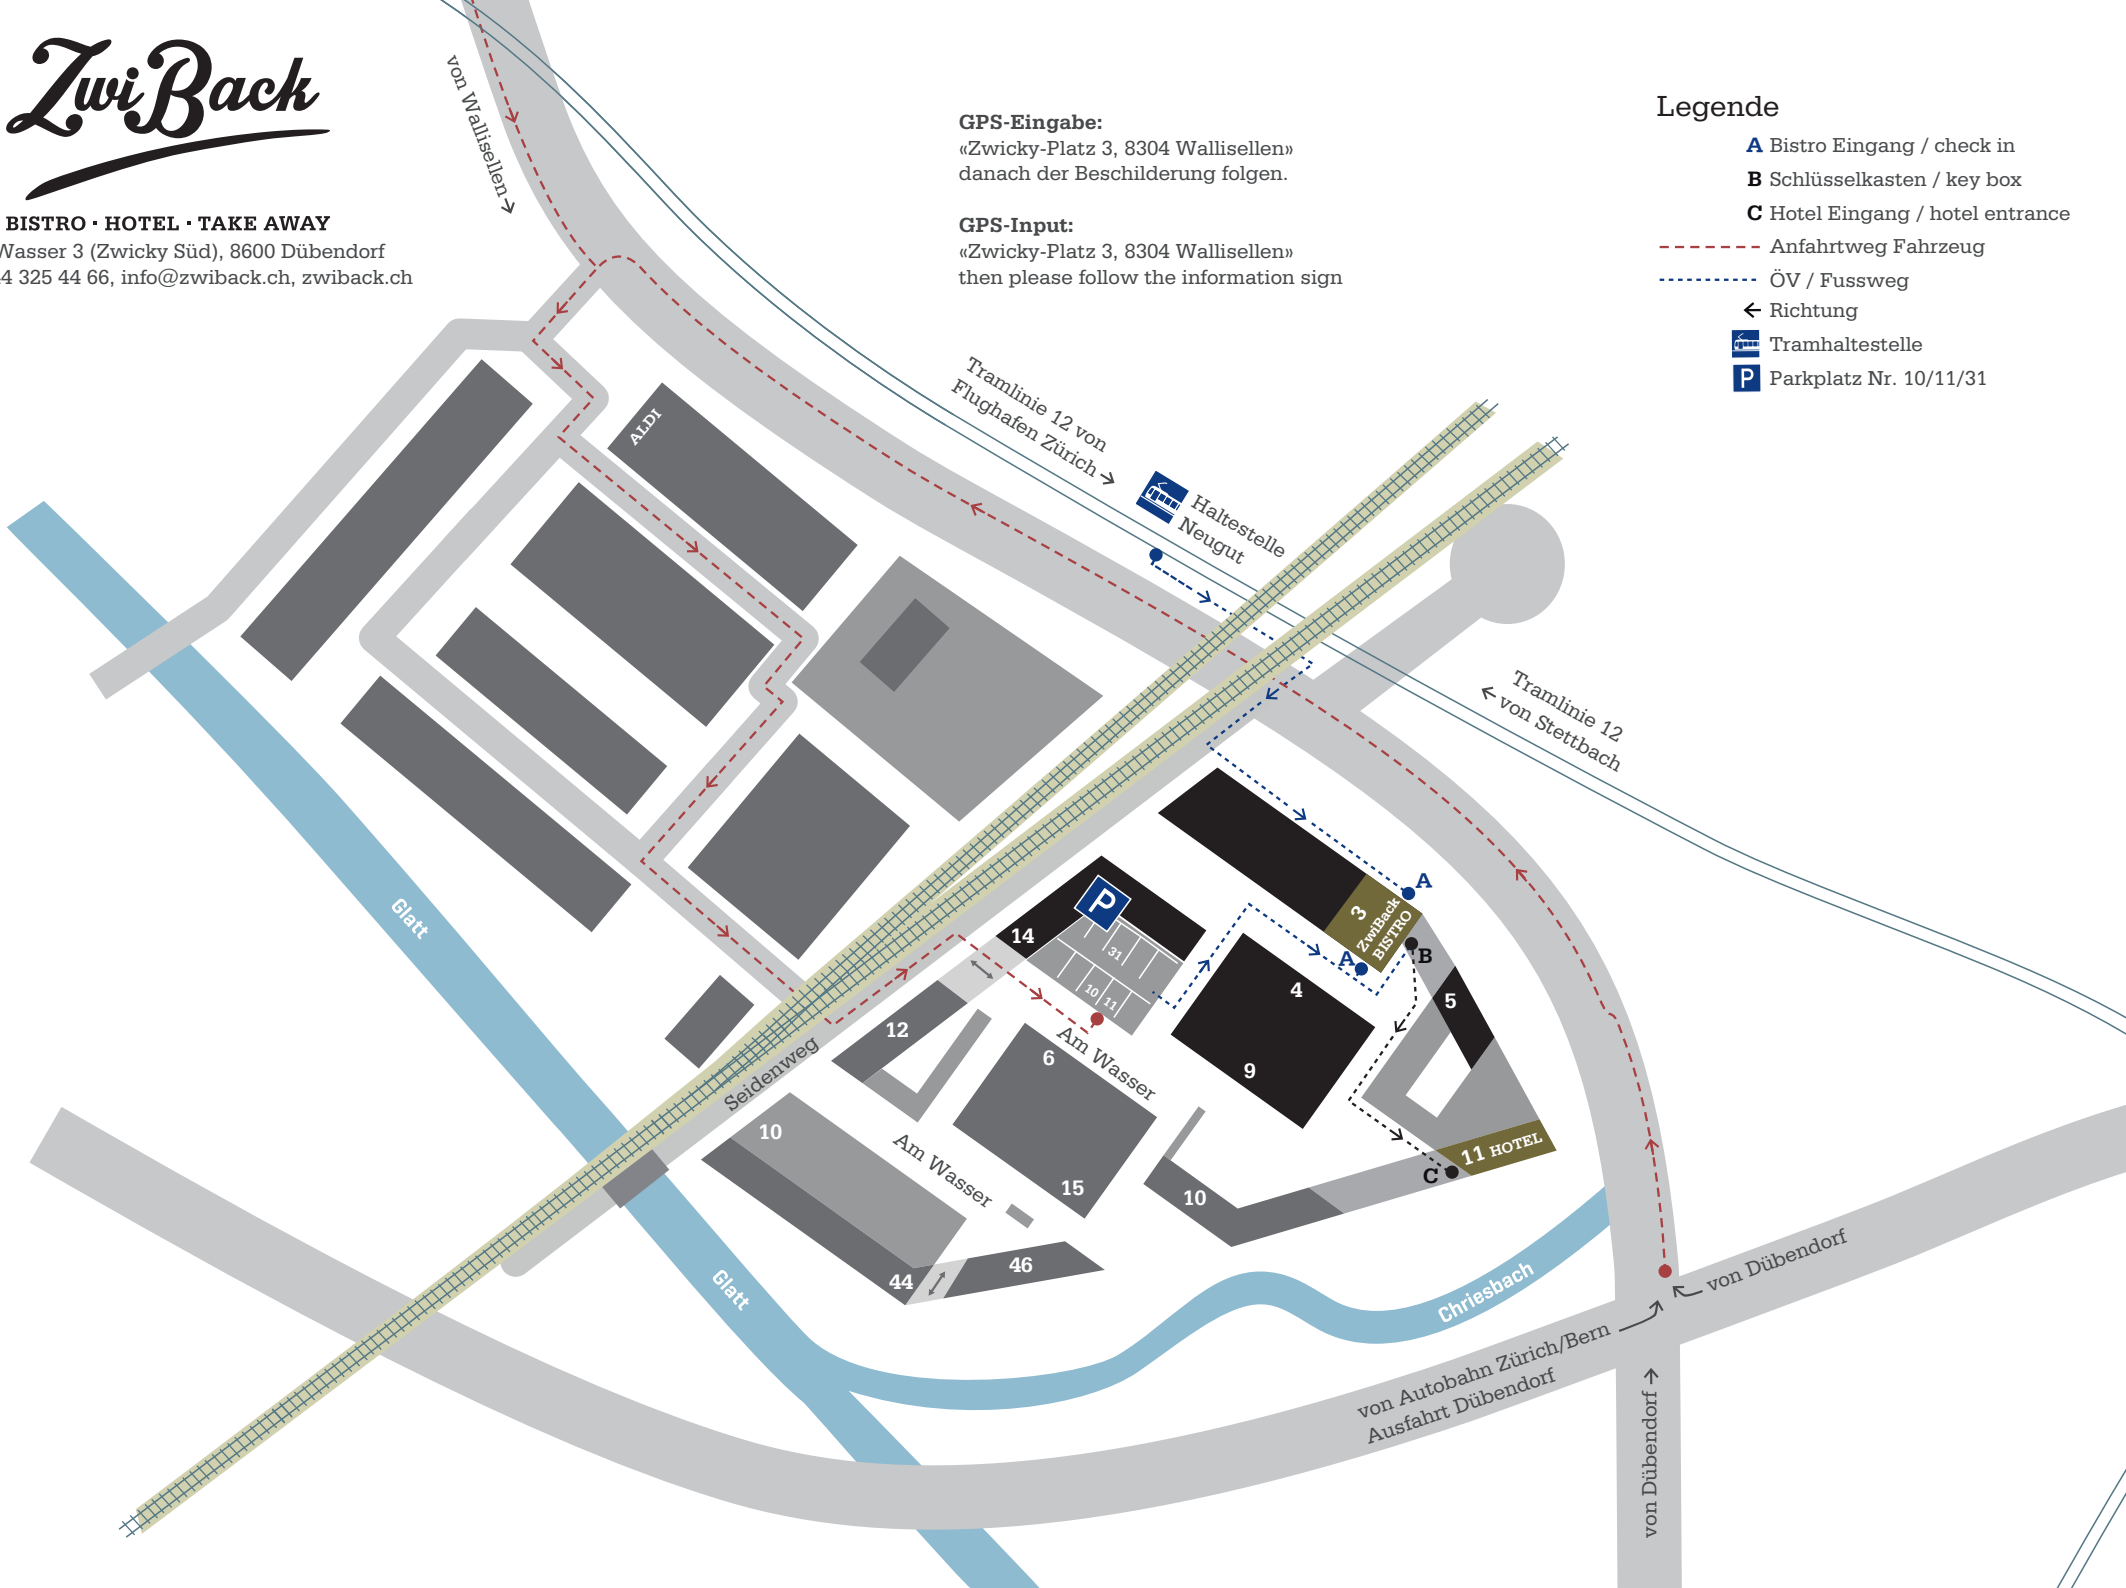 ZwiBack
BISTRO · HOTEL · TAKE AWAY
Wasser 3 (Zwicky Süd), 8600 Dübendorf
4 325 44 66, info@zwiback.ch, zwiback.ch
von Wallisellen →
GPS-Eingabe:
«Zwicky-Platz 3, 8304 Wallisellen»
danach der Beschilderung folgen.
GPS-Input:
«Zwicky-Platz 3, 8304 Wallisellen»
then please follow the information sign
Legende
A Bistro Eingang / check in
B Schlüsselkasten / key box
C Hotel Eingang / hotel entrance
Anfahrtweg Fahrzeug
ÖV / Fussweg
← Richtung
Tramhaltestelle
P Parkplatz Nr. 10/11/31
Tramlinie 12 von
Flughafen Zürich →
Haltestelle
Neugut
ALDI
Tramlinie 12
← von Stettbach
Glatt
P
14
31
10
11
A
3
ZwiBack
BISTRO
A
B
4
5
9
12
6
Am Wasser
Seidenweg
10
Am Wasser
15
10
11 HOTEL
C
44
46
Glatt
Chriesbach
von Dübendorf
von Autobahn Zürich/Bern
Ausfahrt Dübendorf
von Dübendorf →